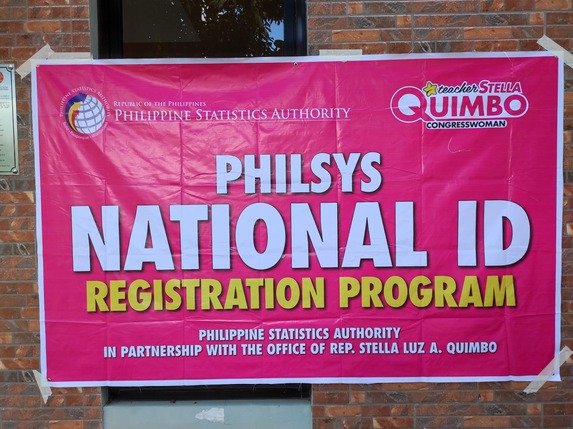 REPUBLIC OF THE PHILIPPINES
PHILIPPINE STATISTICS AUTHORITY
teacher STELLA
QUIMBO
CONGRESSWOMAN
PHILSYS
NATIONAL ID
REGISTRATION PROGRAM
PHILIPPINE STATISTICS AUTHORITY
IN PARTNERSHIP WITH THE OFFICE OF REP. STELLA LUZ A. QUIMBO